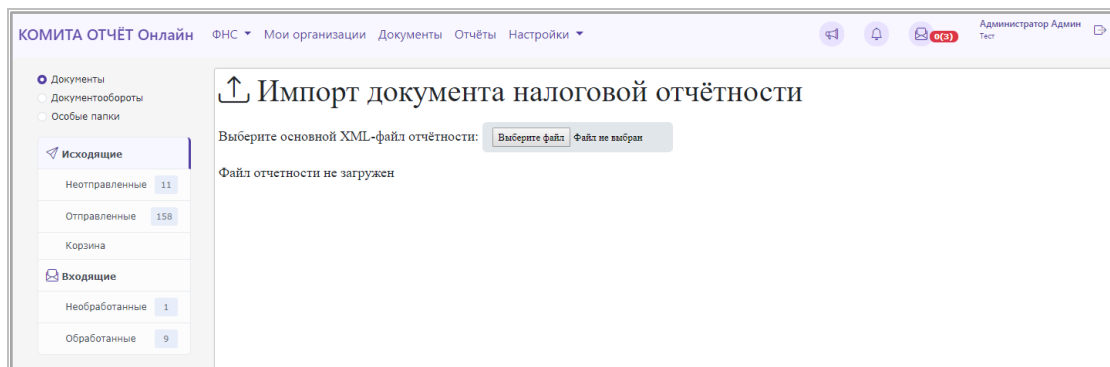 КОМИТА ОТЧЁТ Онлайн ФНС Мои организации Документы Отчёты Настройки 0(3) Администратор Админ
Тест
Документы
Документообороты
Особые папки
Исходящие
Неотправленные 11
Отправленные 158
Корзина
Входящие
Необработанные 1
Обработанные 9
Импорт документа налоговой отчётности
Выберите основной XML-файл отчётности: Выберите файл Файл не выбран
Файл отчетности не загружен